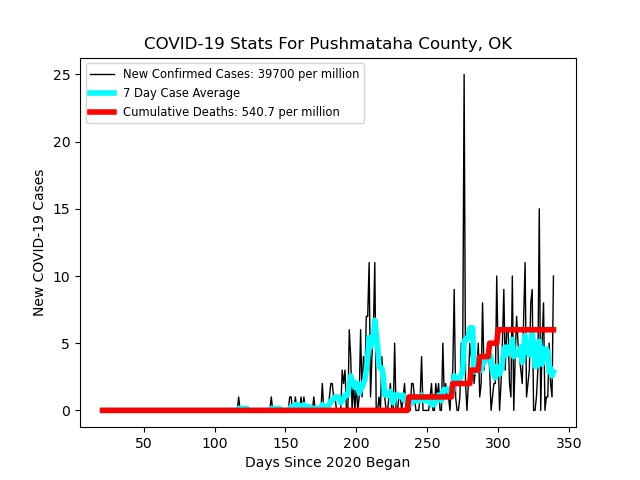 COVID-19 Stats For Pushmataha County, OK
New Confirmed Cases: 39700 per million
7 Day Case Average
Cumulative Deaths: 540.7 per million
New COVID-19 Cases
25
20
15
10
5
0
50 100 150 200 250 300 350
Days Since 2020 Began